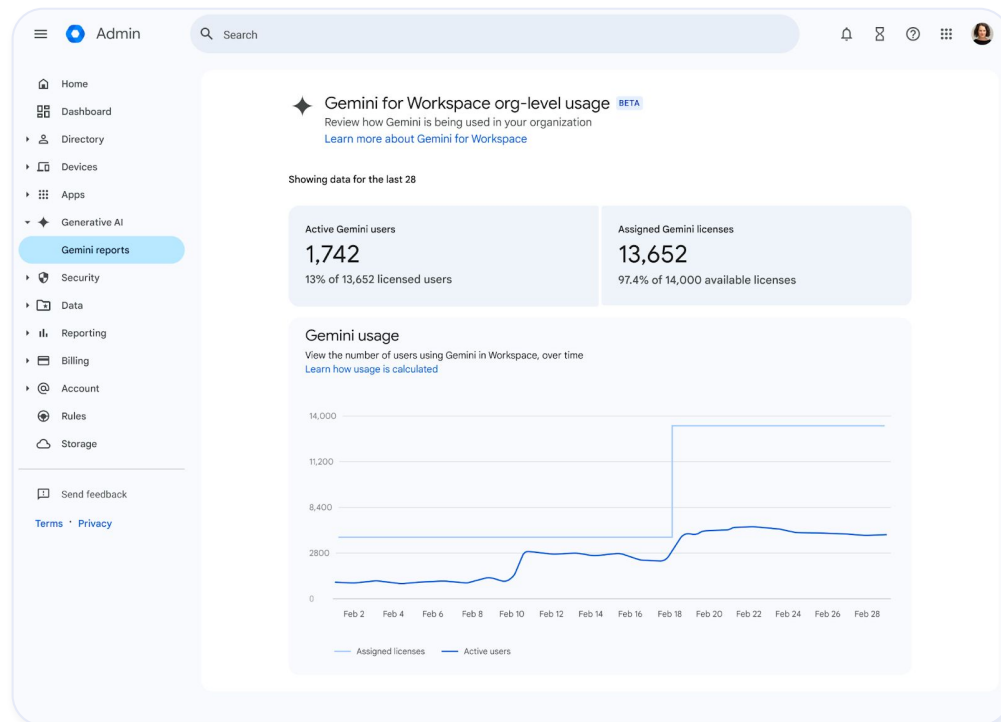 Admin
Search
Home
Dashboard
Directory
Devices
Apps
Generative AI
Gemini reports
Security
Data
Reporting
Billing
Account
Rules
Storage
Send feedback
Terms · Privacy
Gemini for Workspace org-level usage BETA
Review how Gemini is being used in your organization
Learn more about Gemini for Workspace
Showing data for the last 28
Active Gemini users
1,742
13% of 13,652 licensed users
Assigned Gemini licenses
13,652
97.4% of 14,000 available licenses
Gemini usage
View the number of users using Gemini in Workspace, over time
Learn how usage is calculated
14,000
11,200
8,400
2800
0
Feb 2 Feb 4 Feb 6 Feb 8 Feb 10 Feb 12 Feb 14 Feb 16 Feb 18 Feb 20 Feb 22 Feb 24 Feb 26 Feb 28
Assigned licenses Active users